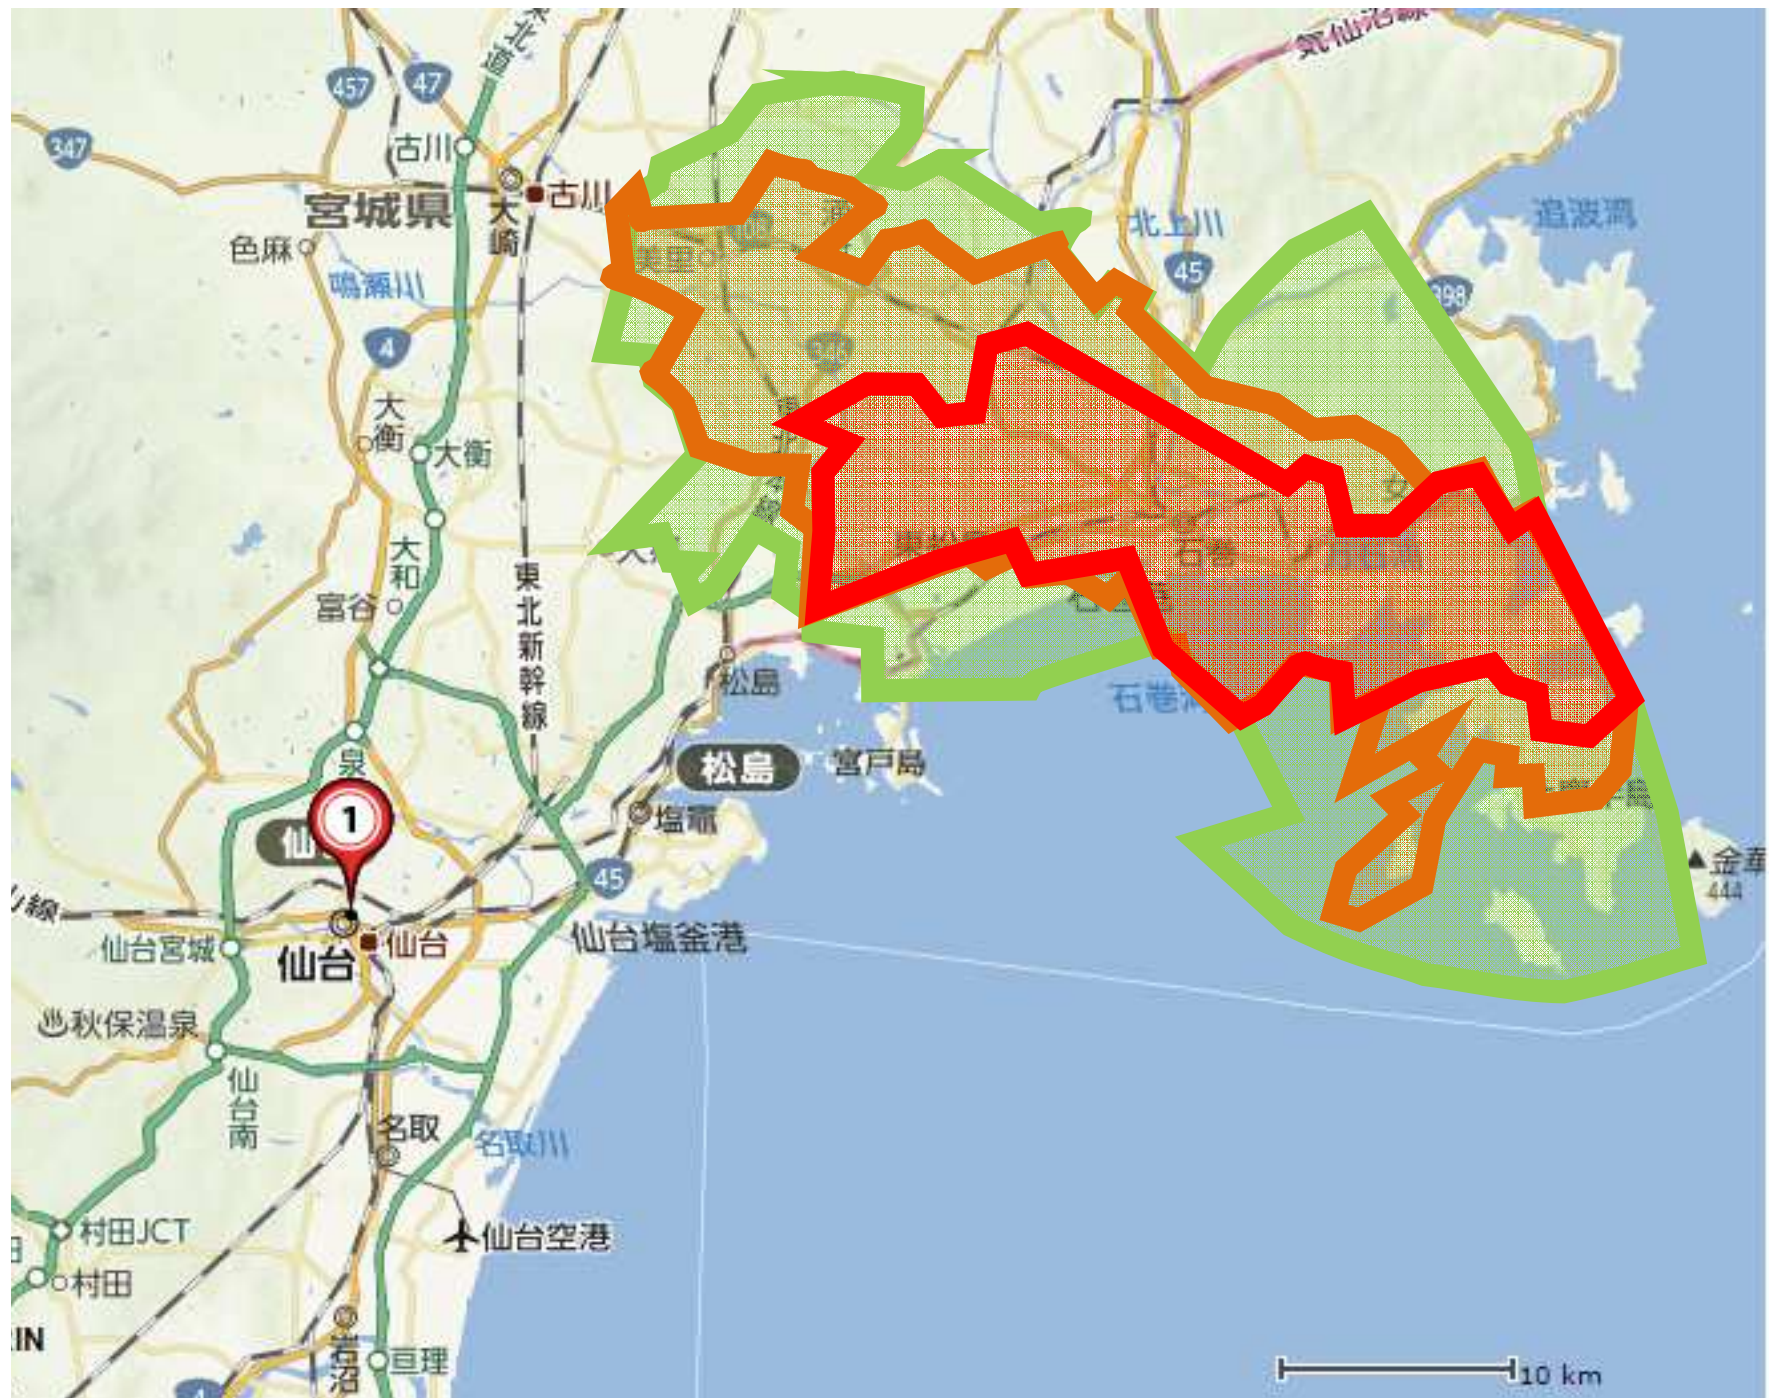 東北道
気仙沼線
457
47
347
古川
古川
宮城県
大崎
色麻
鳴瀬川
北上川
追波湾
45
398
4
大衡
大衡
大和
富谷
東北新幹線
石巻
松島
石巻湾
松島
宮戸島
泉
1
塩竈
45
仙台塩釜港
仙台宮城
仙台
仙台
金華
444
秋保温泉
仙台南
名取
名取川
仙台空港
村田JCT
村田
岩沼
亘理
4
10 km